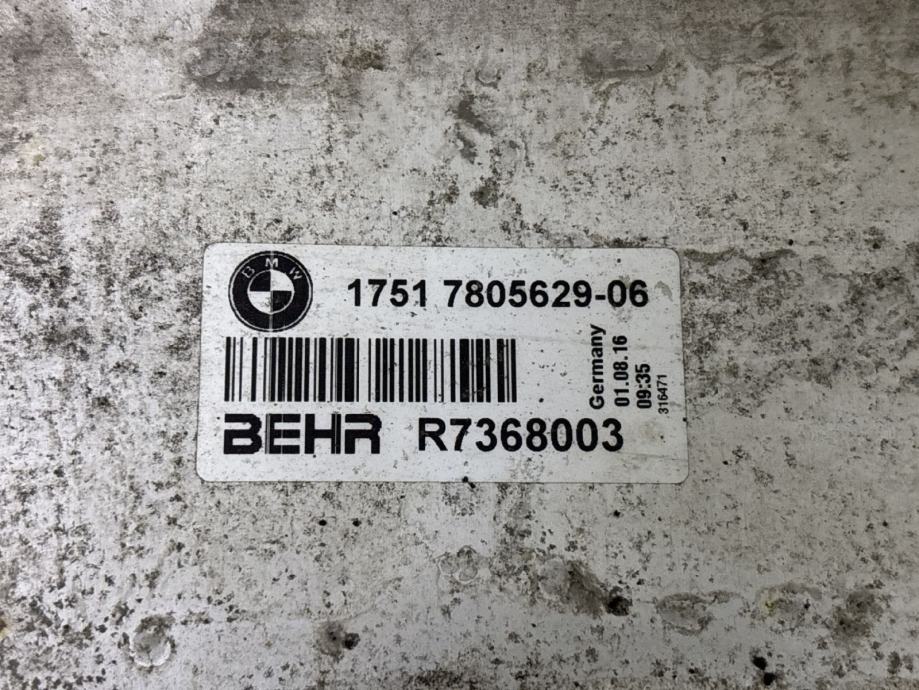 BMW
1751 7805629-06
Germany
01.08.16
09:35
316471
BEHR R7368003